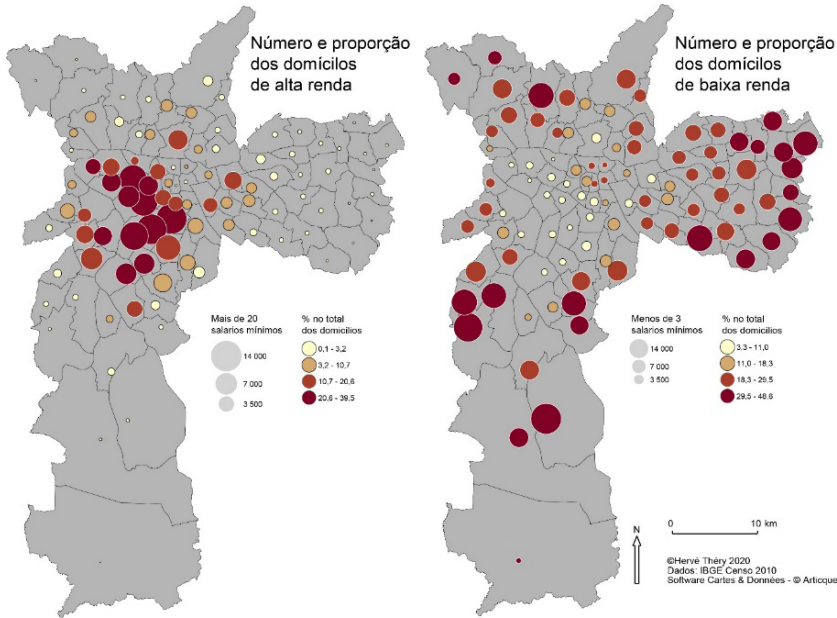 Número e proporção
dos domícilos
de alta renda
Mais de 20
salarios mínimos
14 000
7 000
3 500
% no total
dos domicilios
0,1 - 3,2
3,2 - 10,7
10,7 - 20,6
20,6 - 39,5
Número e proporção
dos domícilos
de baixa renda
Menos de 3
salarios mínimos
14 000
7 000
3 500
% no total
dos domicilios
3,3 - 11,0
11,0 - 18,3
18,3 - 29,5
29,5 - 48,6
N
0 10 km
©Hervé Théry 2020
Dados: IBGE Censo 2010
Software Cartes & Données - © Articque